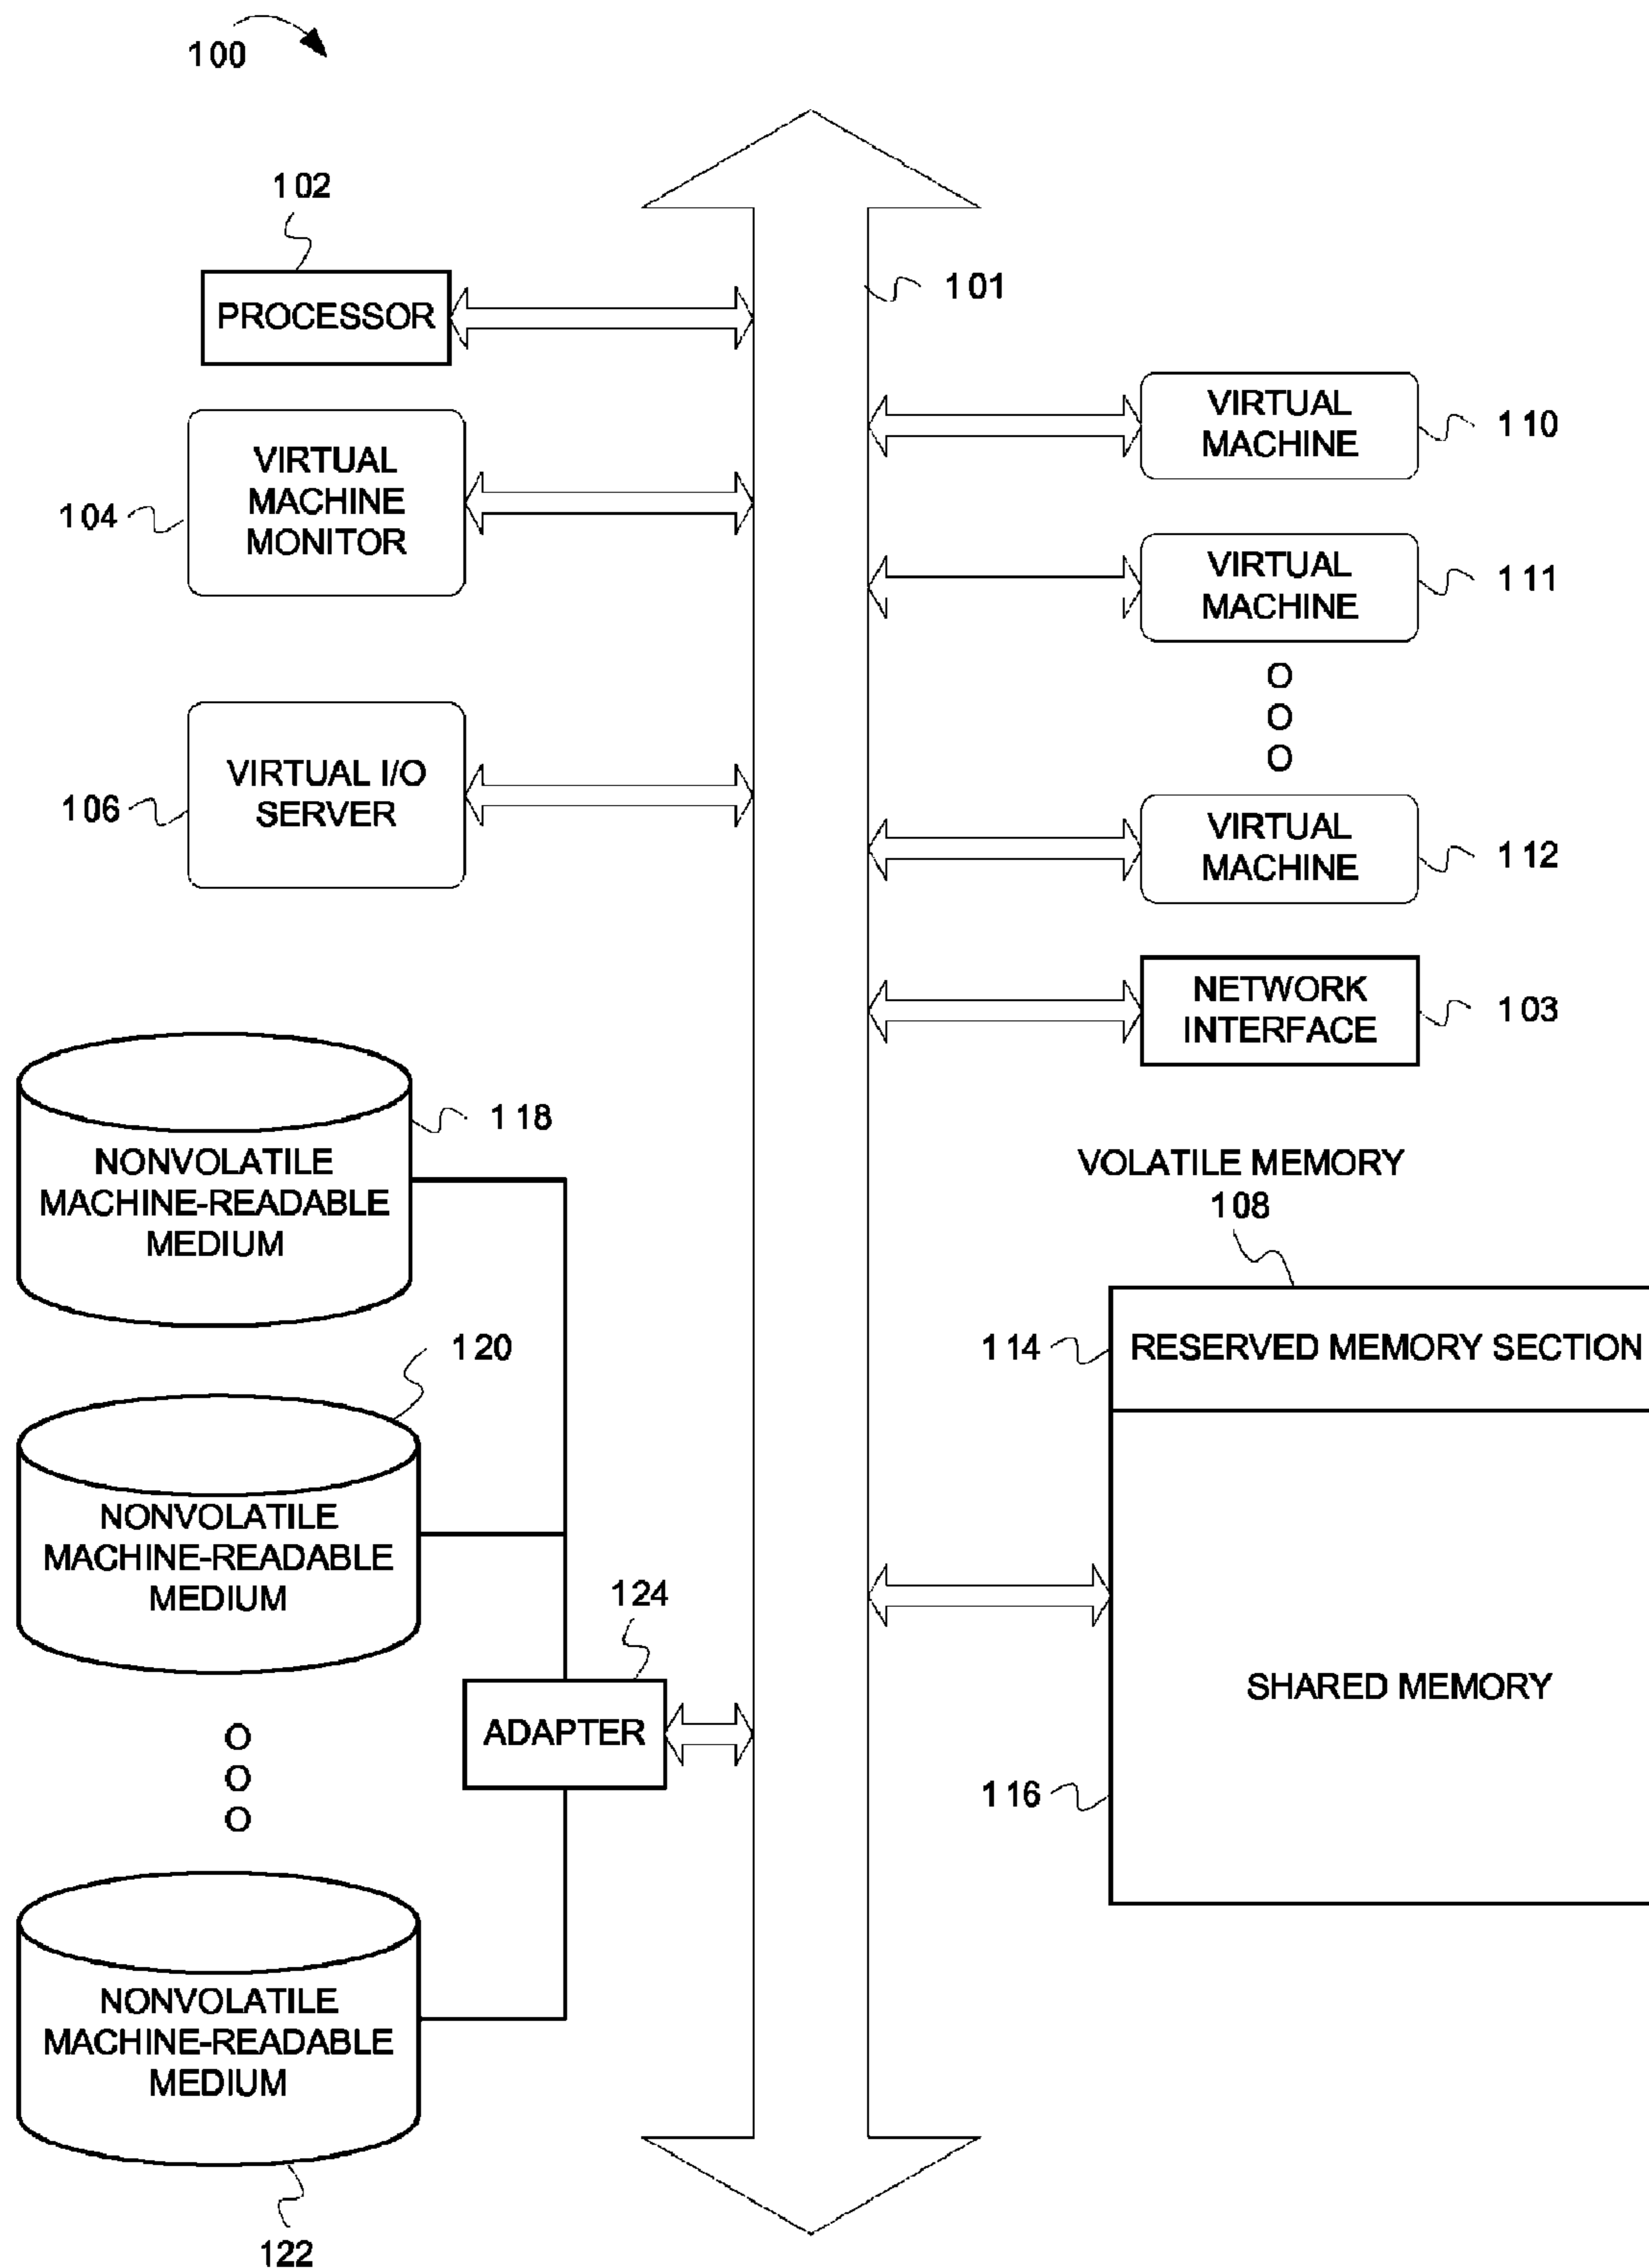 100
102
PROCESSOR
101
VIRTUAL
MACHINE
110
VIRTUAL
MACHINE
MONITOR
104
VIRTUAL
MACHINE
111
O
O
O
VIRTUAL I/O
SERVER
106
VIRTUAL
MACHINE
112
NETWORK
INTERFACE
103
118
NONVOLATILE
MACHINE-READABLE
MEDIUM
VOLATILE MEMORY
108
120
114
RESERVED MEMORY SECTION
NONVOLATILE
MACHINE-READABLE
MEDIUM
124
ADAPTER
SHARED MEMORY
116
O
O
O
NONVOLATILE
MACHINE-READABLE
MEDIUM
122